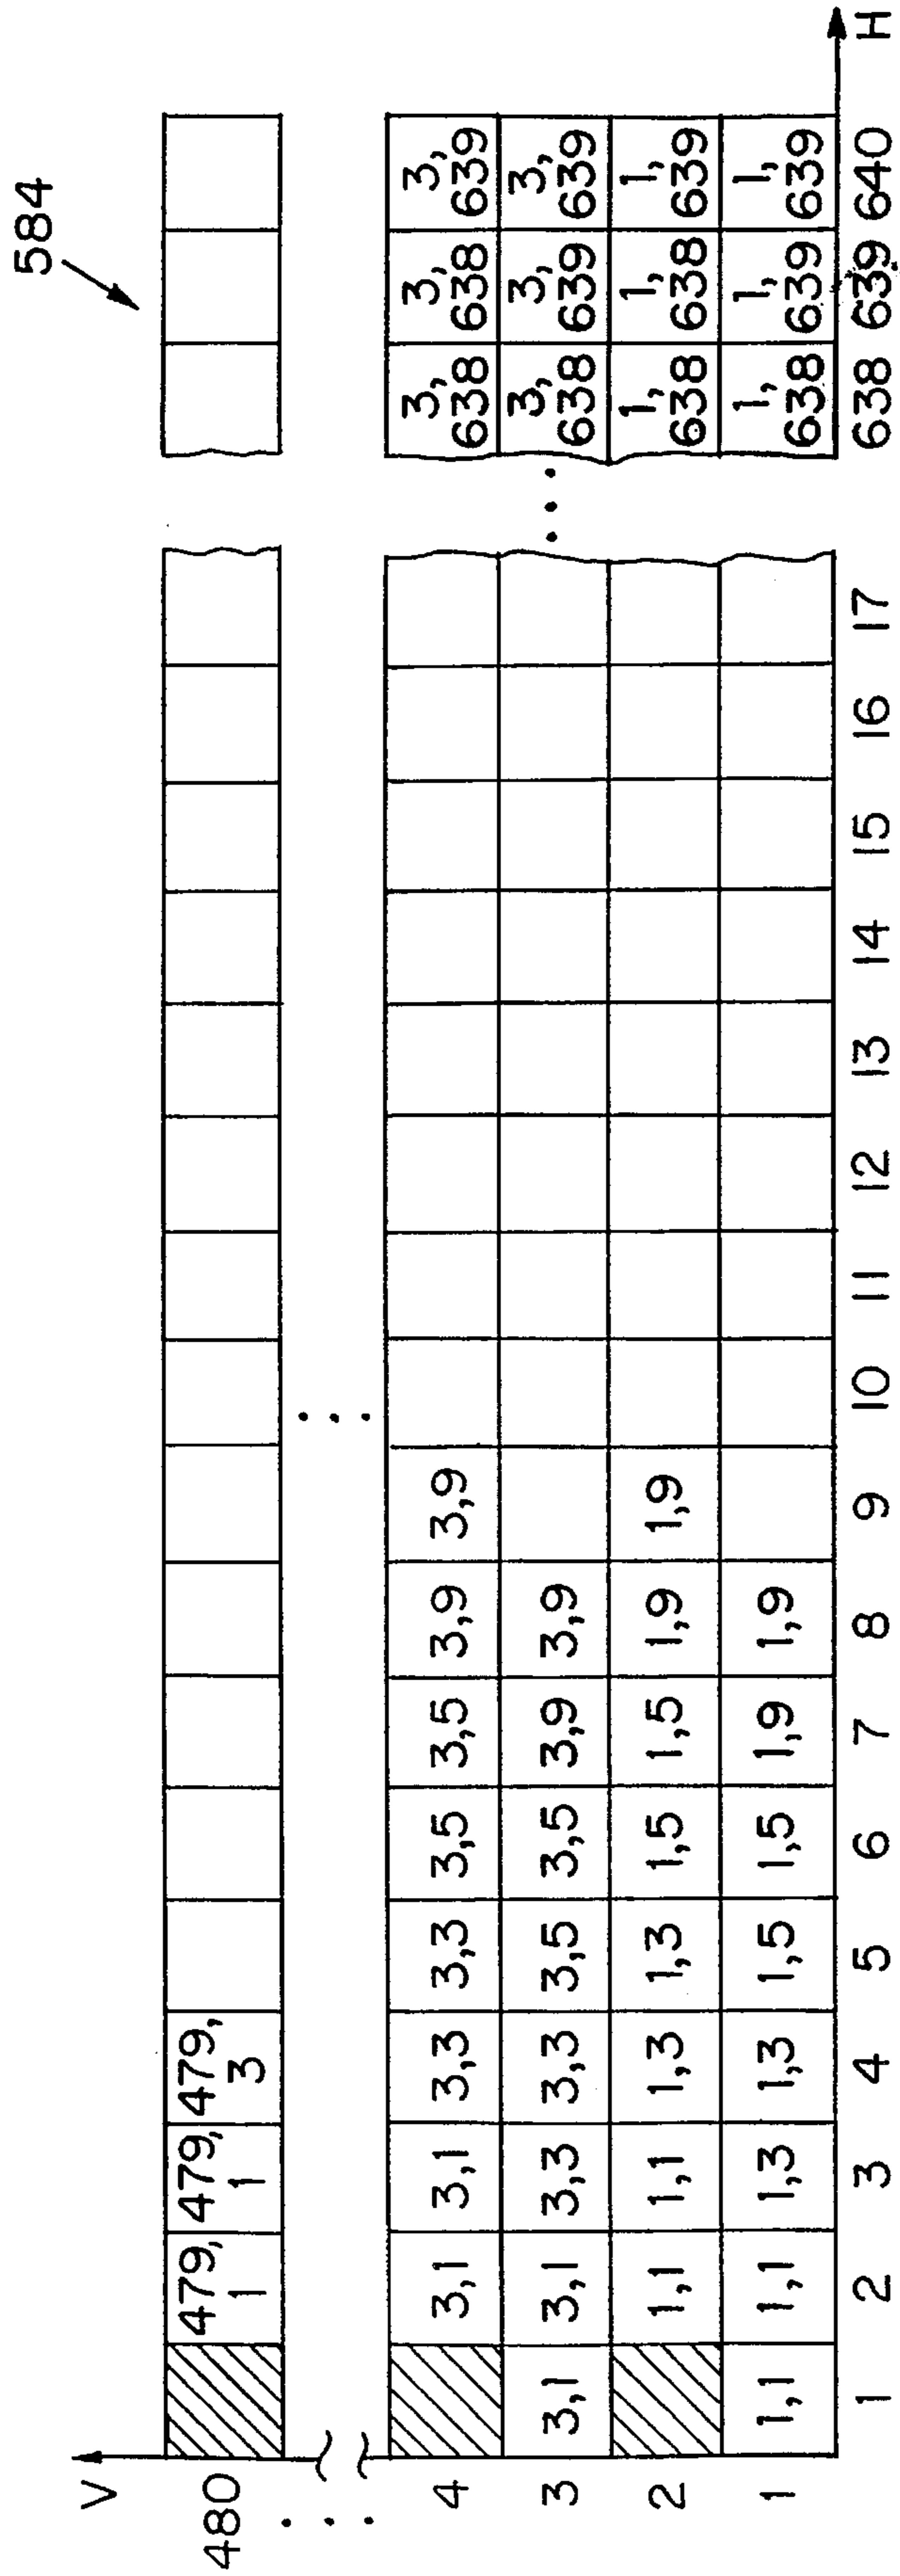 584
V
480 479, 1 479, 1 479, 3
4 3,1 3,1 3,3 3,3 3,5 3,5 3,9 3,9 3, 638 3, 638 3, 639
3 3,1 3,1 3,3 3,3 3,5 3,5 3,9 3,9 3, 638 3, 639 3, 639
2 1,1 1,1 1,3 1,3 1,5 1,5 1,9 1,9 1, 638 1, 638 1, 639
1 1,1 1,1 1,3 1,3 1,5 1,5 1,9 1,9 1, 638 1, 639 1, 639
1 2 3 4 5 6 7 8 9 10 11 12 13 14 15 16 17 638 639 640 H